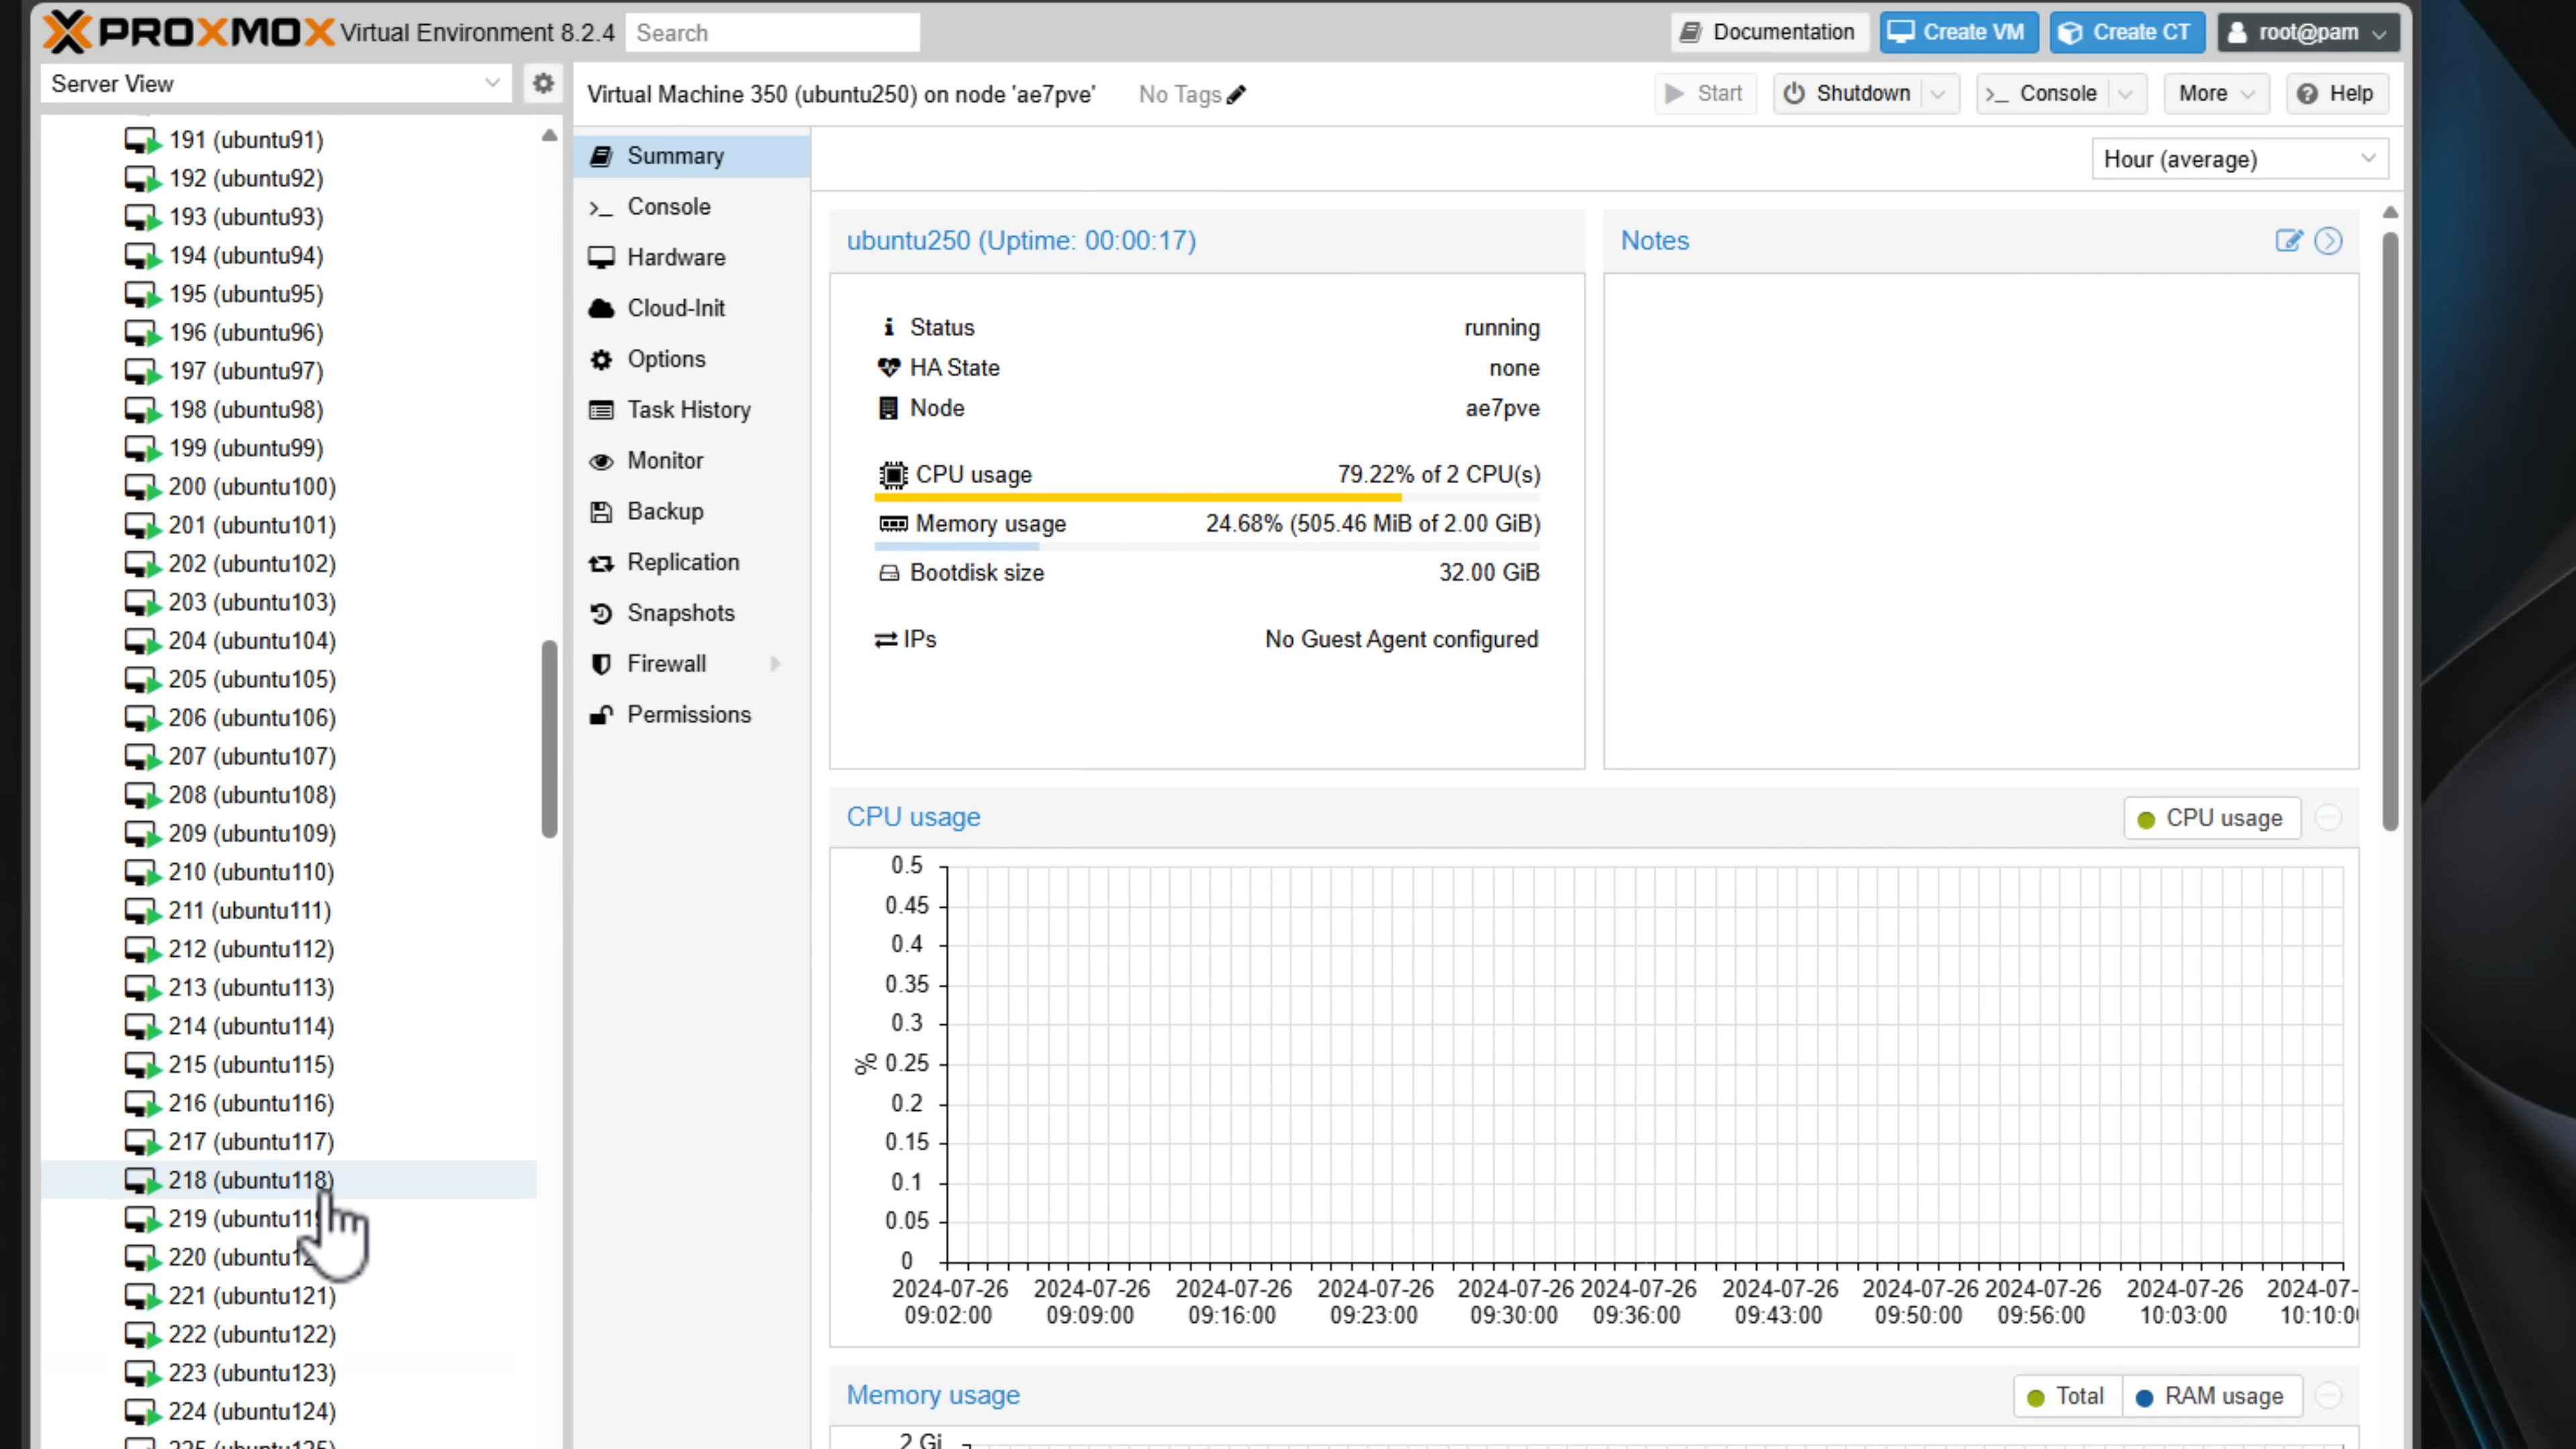 PROXMOX Virtual Environment 8.2.4
Search
Documentation
Create VM
Create CT
root@pam
Server View
Virtual Machine 350 (ubuntu250) on node 'ae7pve'
No Tags
Start
Shutdown
Console
More
Help
191 (ubuntu91)
192 (ubuntu92)
193 (ubuntu93)
194 (ubuntu94)
195 (ubuntu95)
196 (ubuntu96)
197 (ubuntu97)
198 (ubuntu98)
199 (ubuntu99)
200 (ubuntu100)
201 (ubuntu101)
202 (ubuntu102)
203 (ubuntu103)
204 (ubuntu104)
205 (ubuntu105)
206 (ubuntu106)
207 (ubuntu107)
208 (ubuntu108)
209 (ubuntu109)
210 (ubuntu110)
211 (ubuntu111)
212 (ubuntu112)
213 (ubuntu113)
214 (ubuntu114)
215 (ubuntu115)
216 (ubuntu116)
217 (ubuntu117)
218 (ubuntu118)
219
220
221 (ubuntu121)
222 (ubuntu122)
223 (ubuntu123)
224 (ubuntu124)
Summary
Console
Hardware
Cloud-Init
Options
Task History
Monitor
Backup
Replication
Snapshots
Firewall
Permissions
Hour (average)
ubuntu250 (Uptime: 00:00:17)
Status running
HA State none
Node ae7pve
CPU usage 79.22% of 2 CPU(s)
Memory usage 24.68% (505.46 MiB of 2.00 GiB)
Bootdisk size 32.00 GiB
IPs No Guest Agent configured
Notes
CPU usage
CPU usage
0.5
0.45
0.4
0.35
0.3
% 0.25
0.2
0.15
0.1
0.05
0
2024-07-26 2024-07-26 2024-07-26 2024-07-26 2024-07-26 2024-07-26 2024-07-26 2024-07-26 2024-07-26 2024-07-26 2024-07-
09:02:00 09:09:00 09:16:00 09:23:00 09:30:00 09:36:00 09:43:00 09:50:00 09:56:00 10:03:00 10:10:0
Memory usage
Total
RAM usage
2 Gi